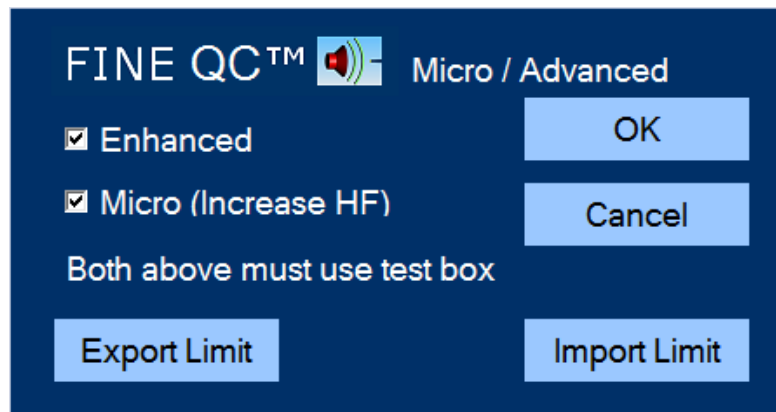 FINE QC™ Micro / Advanced
Enhanced
OK
Micro (Increase HF)
Cancel
Both above must use test box
Export Limit
Import Limit